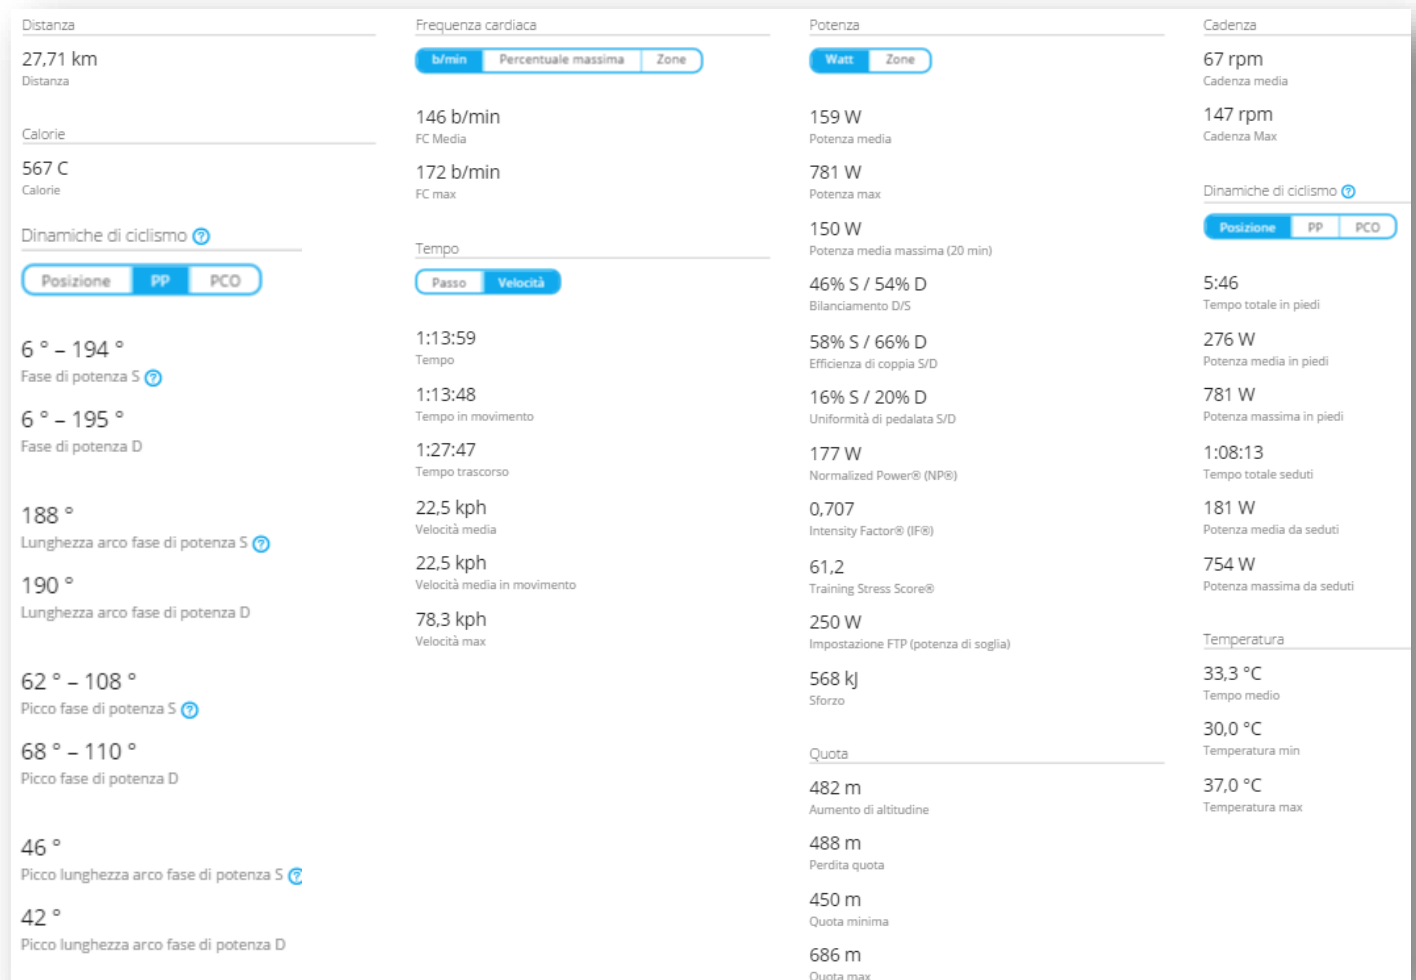 Distanza
27,71 km
Distanza
Calorie
567 C
Calorie
Dinamiche di ciclismo ?
Posizione PP PCO
6 ° – 194 °
Fase di potenza S ?
6 ° – 195 °
Fase di potenza D
188 °
Lunghezza arco fase di potenza S ?
190 °
Lunghezza arco fase di potenza D
62 ° – 108 °
Picco fase di potenza S ?
68 ° – 110 °
Picco fase di potenza D
46 °
Picco lunghezza arco fase di potenza S ?
42 °
Picco lunghezza arco fase di potenza D
Frequenza cardiaca
b/min Percentuale massima Zone
146 b/min
FC Media
172 b/min
FC max
Tempo
Passo Velocità
1:13:59
Tempo
1:13:48
Tempo in movimento
1:27:47
Tempo trascorso
22,5 kph
Velocità media
22,5 kph
Velocità media in movimento
78,3 kph
Velocità max
Potenza
Watt Zone
159 W
Potenza media
781 W
Potenza max
150 W
Potenza media massima (20 min)
46% S / 54% D
Bilanciamento D/S
58% S / 66% D
Efficienza di coppia S/D
16% S / 20% D
Uniformità di pedalata S/D
177 W
Normalized Power® (NP®)
0,707
Intensity Factor® (IF®)
61,2
Training Stress Score®
250 W
Impostazione FTP (potenza di soglia)
568 kJ
Sforzo
Quota
482 m
Aumento di altitudine
488 m
Perdita quota
450 m
Quota minima
686 m
Quota max
Cadenza
67 rpm
Cadenza media
147 rpm
Cadenza Max
Dinamiche di ciclismo ?
Posizione PP PCO
5:46
Tempo totale in piedi
276 W
Potenza media in piedi
781 W
Potenza massima in piedi
1:08:13
Tempo totale seduti
181 W
Potenza media da seduti
754 W
Potenza massima da seduti
Temperatura
33,3 °C
Tempo medio
30,0 °C
Temperatura min
37,0 °C
Temperatura max